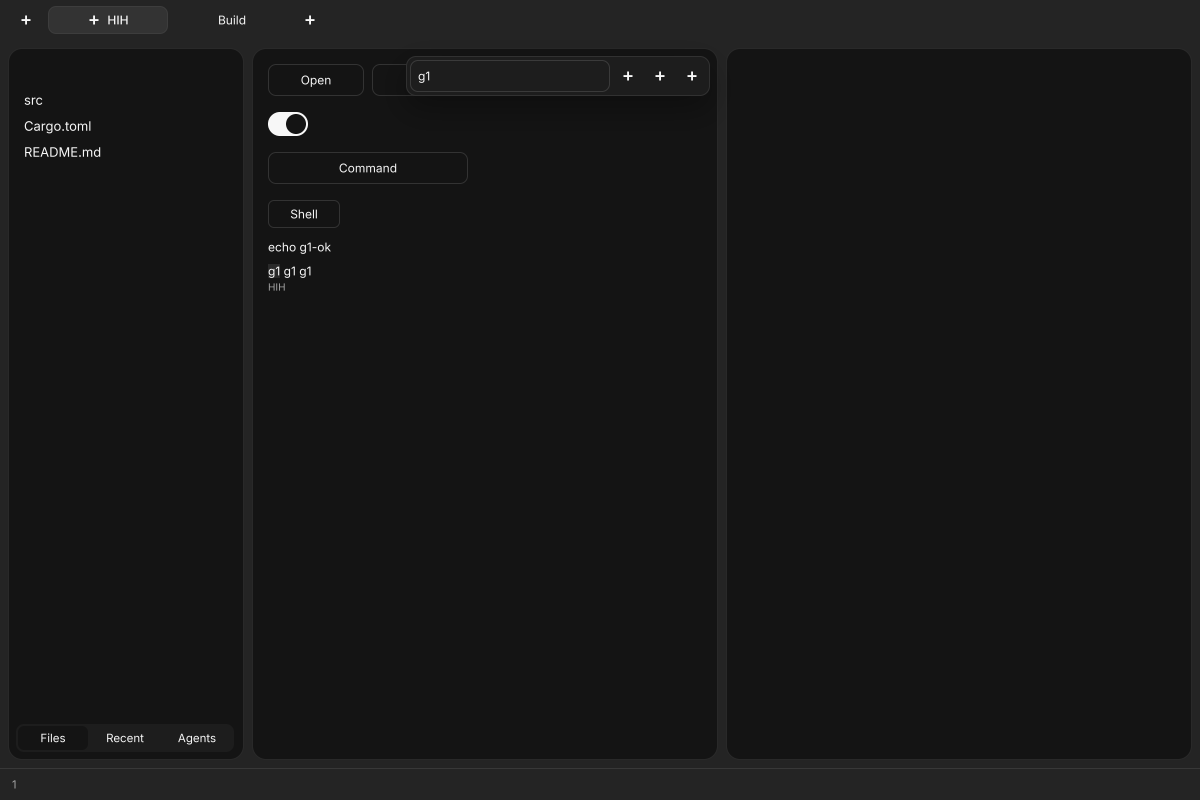 HIH
Build
src
Cargo.toml
README.md
Files
Recent
Agents
Open
g1
Command
Shell
echo g1-ok
g1 g1 g1
HIH
1